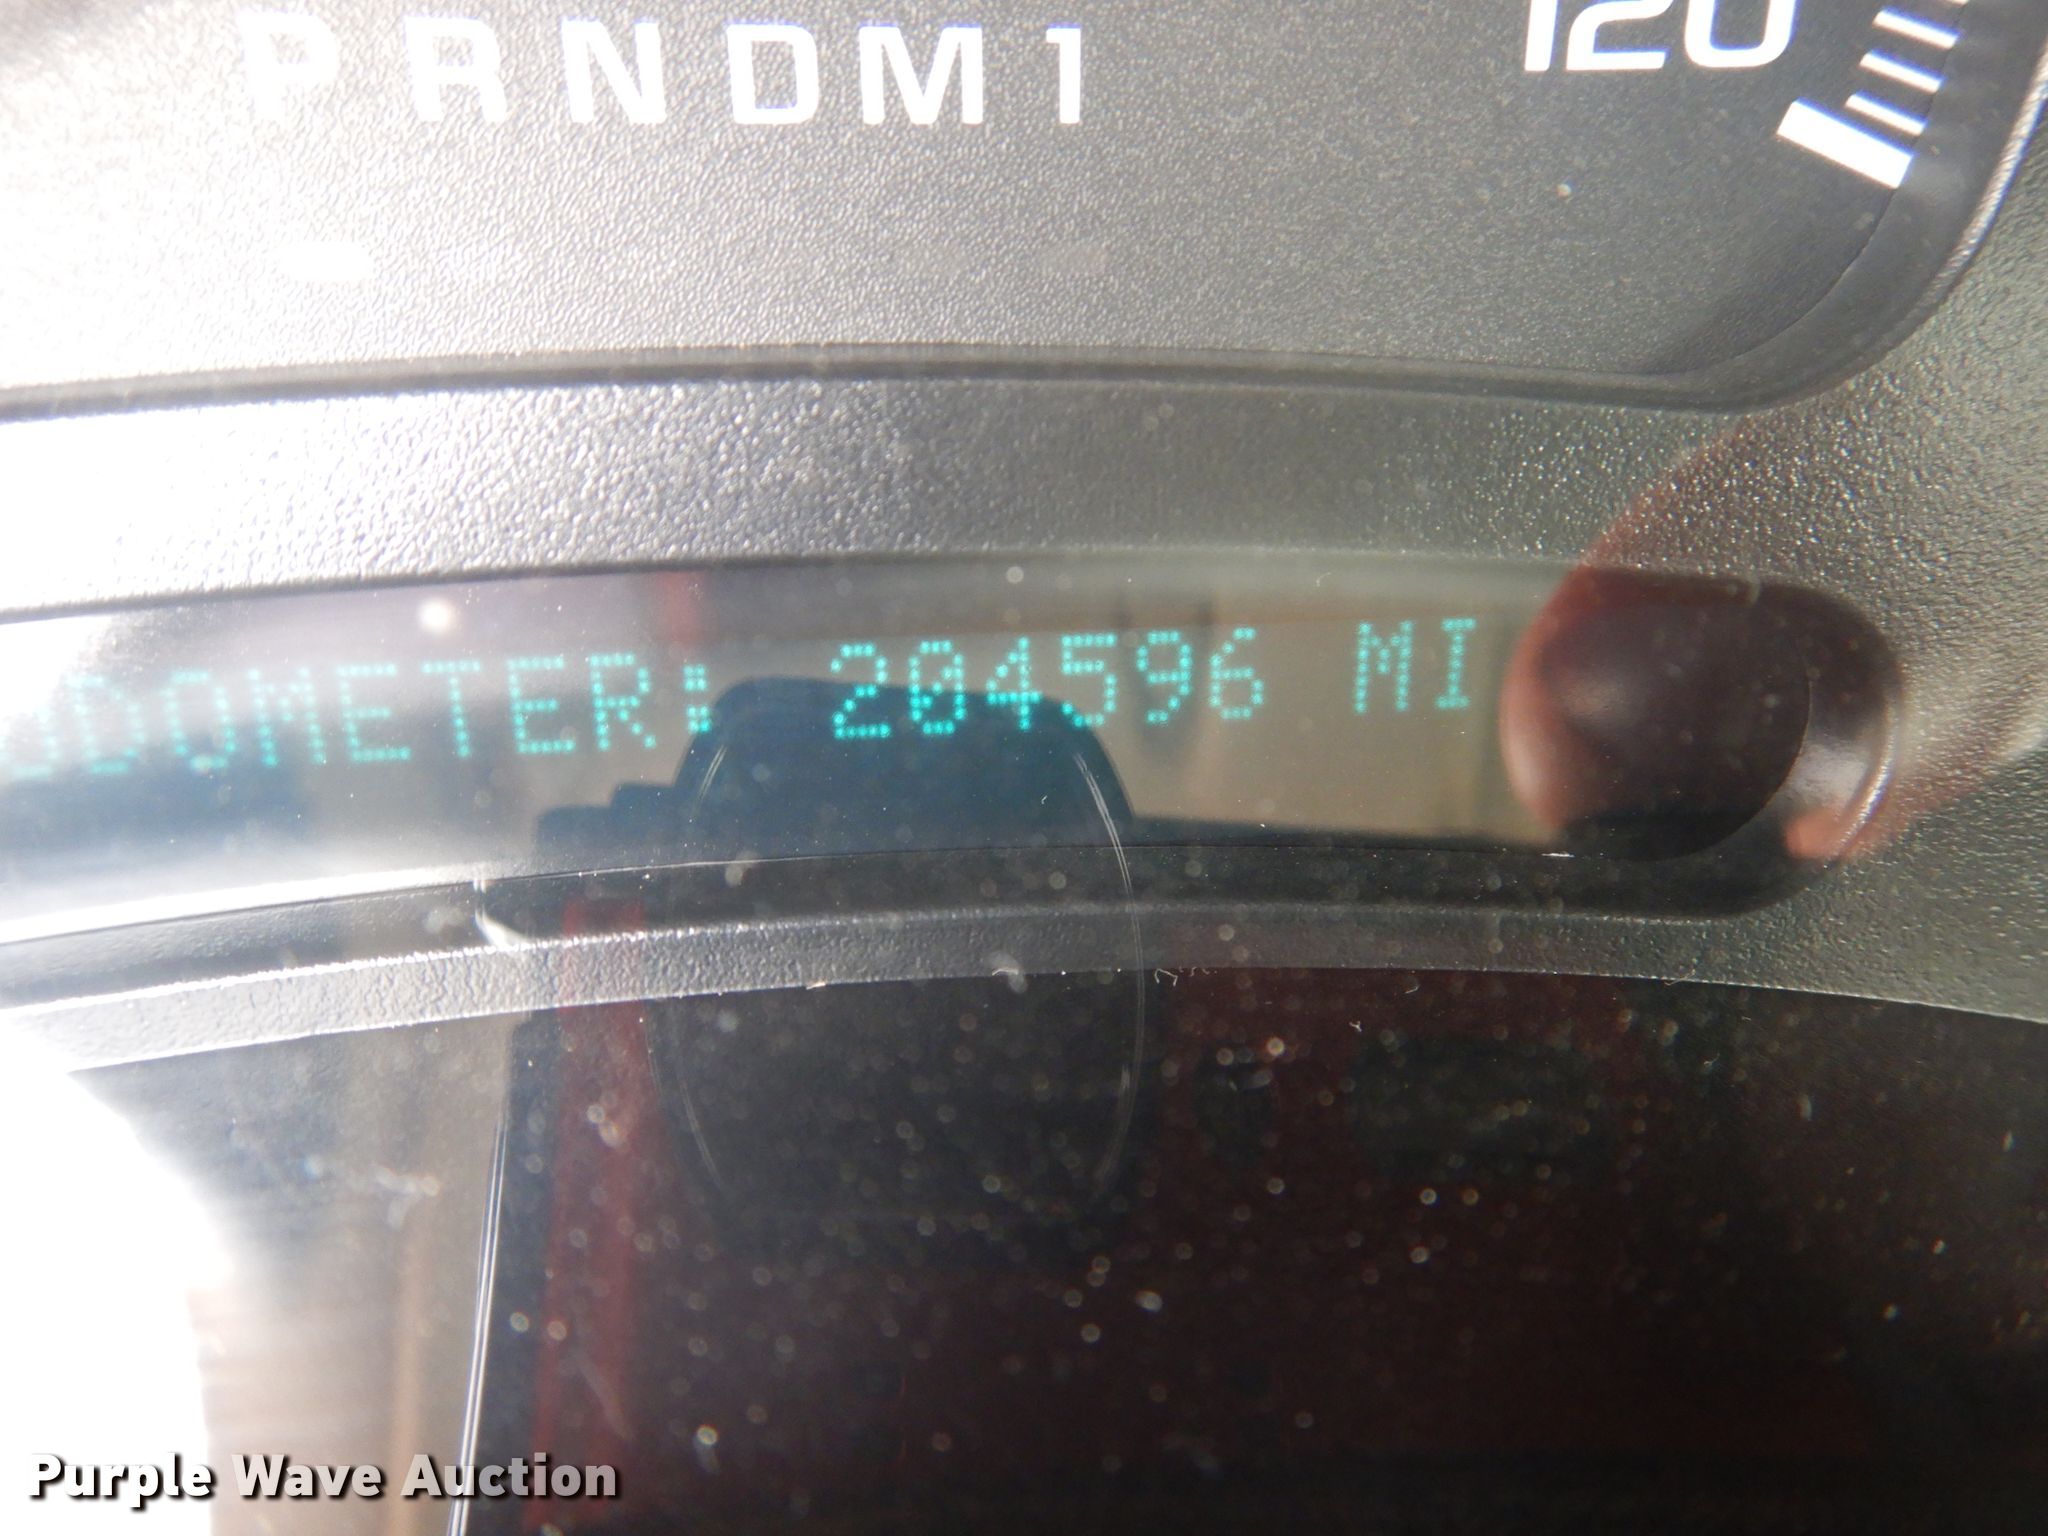 PRNDM1
120
ODOMETER: 204596 MI
Purple Wave Auction